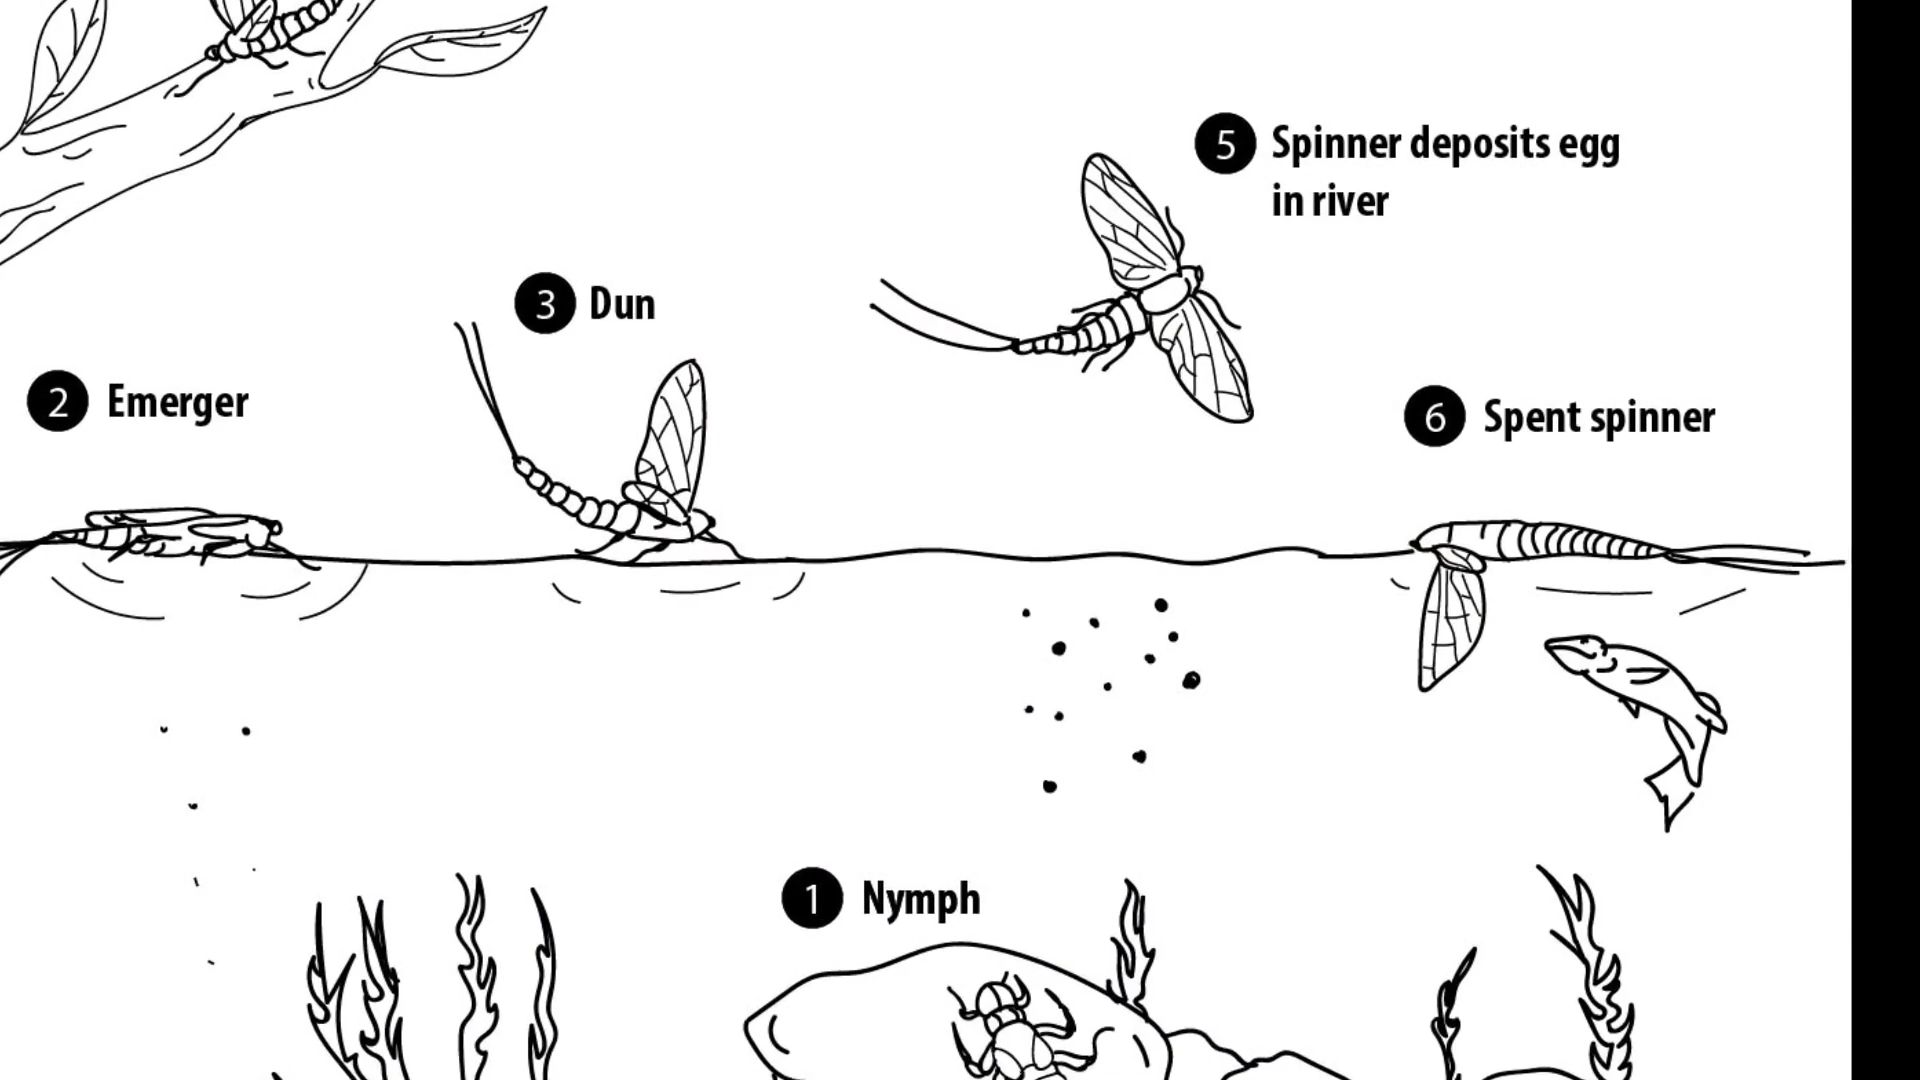 5 Spinner deposits egg
in river
3 Dun
2 Emerger
6 Spent spinner
1 Nymph